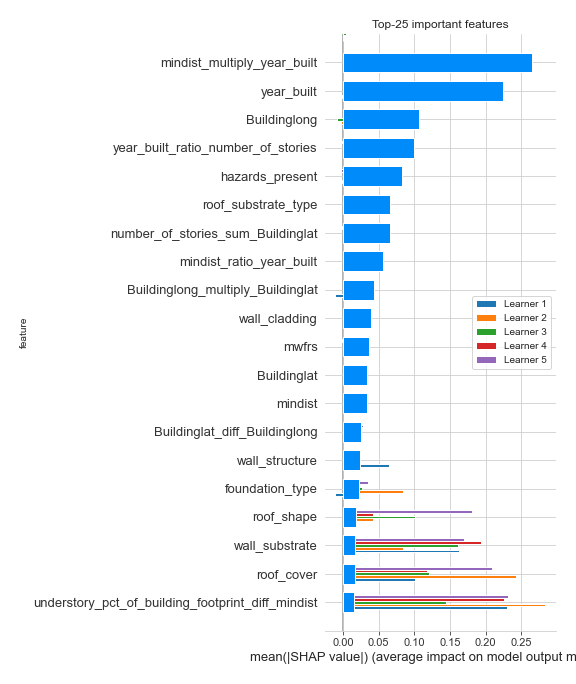 Top-25 important features
mindist_multiply_year_built
year_built
Buildinglong
year_built_ratio_number_of_stories
hazards_present
roof_substrate_type
number_of_stories_sum_Buildinglat
mindist_ratio_year_built
Buildinglong_multiply_Buildinglat
wall_cladding
mwfrs
Buildinglat
mindist
Buildinglat_diff_Buildinglong
wall_structure
foundation_type
roof_shape
wall_substrate
roof_cover
understory_pct_of_building_footprint_diff_mindist
feature
Learner 1
Learner 2
Learner 3
Learner 4
Learner 5
0.00 0.05 0.10 0.15 0.20 0.25
mean(|SHAP value|) (average impact on model output m